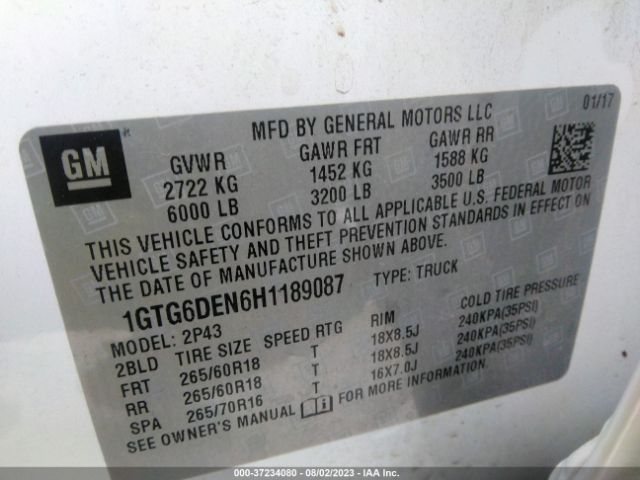 01/17
GM
MFD BY GENERAL MOTORS LLC
GVWR GAWR FRT GAWR RR
2722 KG 1452 KG 1588 KG
6000 LB 3200 LB 3500 LB
THIS VEHICLE CONFORMS TO ALL APPLICABLE U.S. FEDERAL MOTOR
VEHICLE SAFETY AND THEFT PREVENTION STANDARDS IN EFFECT ON
THE DATE OF MANUFACTURE SHOWN ABOVE.
1GTG6DEN6H1189087 TYPE: TRUCK
MODEL: 2P43
2BLD TIRE SIZE SPEED RTG RIM COLD TIRE PRESSURE
FRT 265/60R18 T 18X8.5J 240KPA(35PSI)
RR 265/60R18 T 18X8.5J 240KPA(35PSI)
SPA 265/70R16 T 16X7.0J 240KPA(35PSI)
SEE OWNER'S MANUAL FOR MORE INFORMATION.
000-37234080 - 08/02/2023 - IAA Inc.